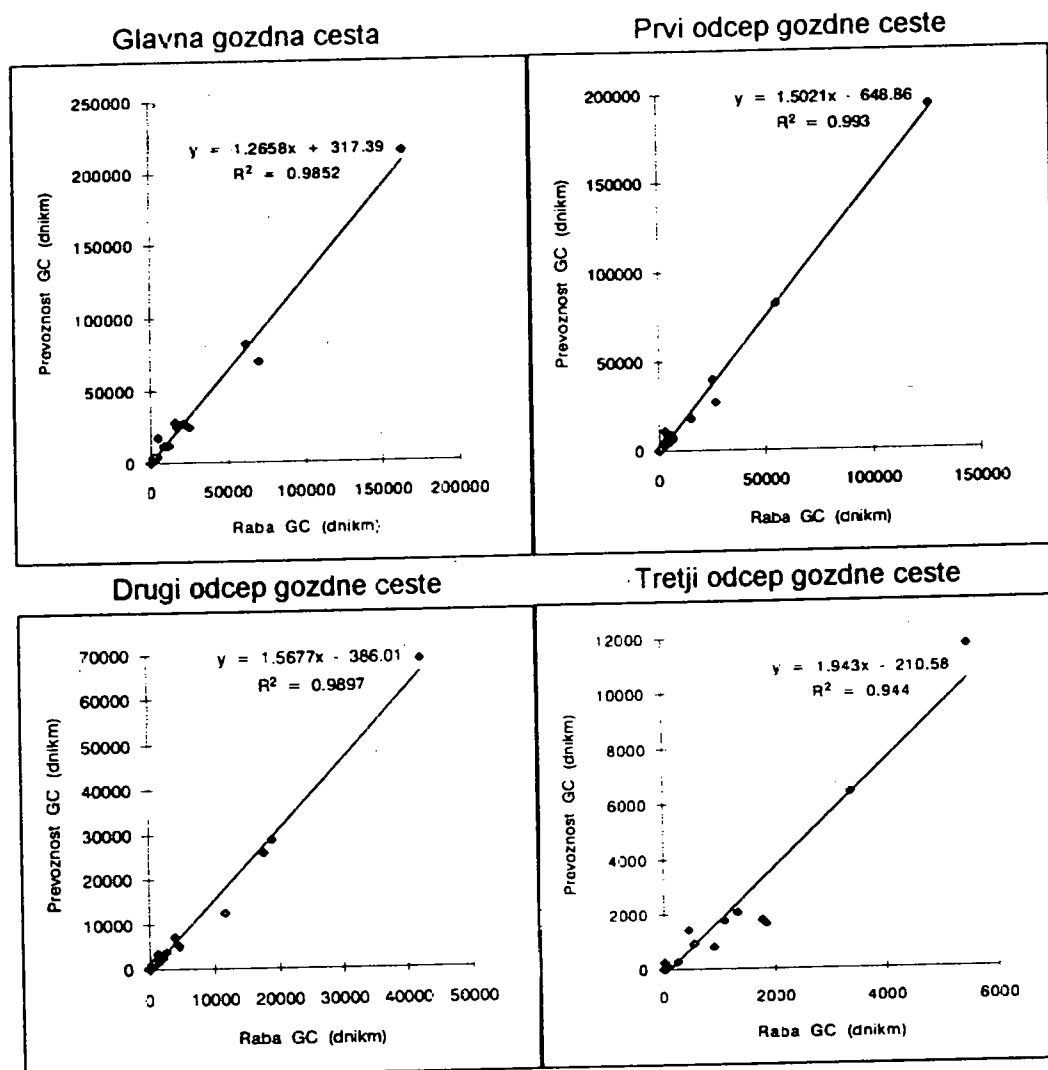 Glavna gozdna cesta
Prevoznost GC (dnikm)
250000
200000
150000
100000
50000
0
y = 1.2658x + 317.39
R² = 0.9852
0 50000 100000 150000 200000
Raba GC (dnikm)
Prvi odcep gozdne ceste
Prevoznost GC (dnikm)
200000
150000
100000
50000
0
y = 1.5021x - 648.86
R² = 0.993
0 50000 100000 150000
Raba GC (dnikm)
Drugi odcep gozdne ceste
Prevoznost GC (dnikm)
70000
60000
50000
40000
30000
20000
10000
0
y = 1.5677x - 386.01
R² = 0.9897
0 10000 20000 30000 40000 50000
Raba GC (dnikm)
Tretji odcep gozdne ceste
Prevoznost GC (dnikm)
12000
10000
8000
6000
4000
2000
0
y = 1.943x - 210.58
R² = 0.944
0 2000 4000 6000
Raba GC (dnikm)